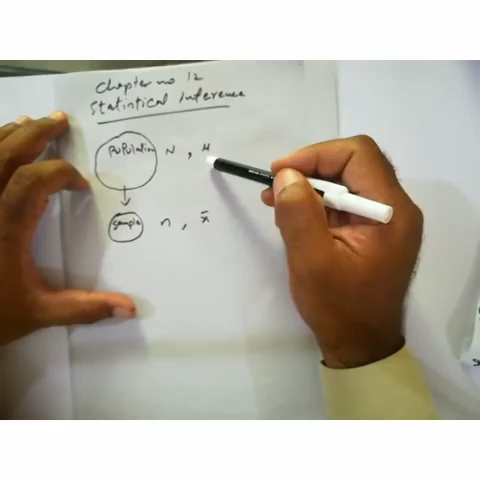 Chapter no 12
Statistical Inference
Population N , μ
Sample n , x̄